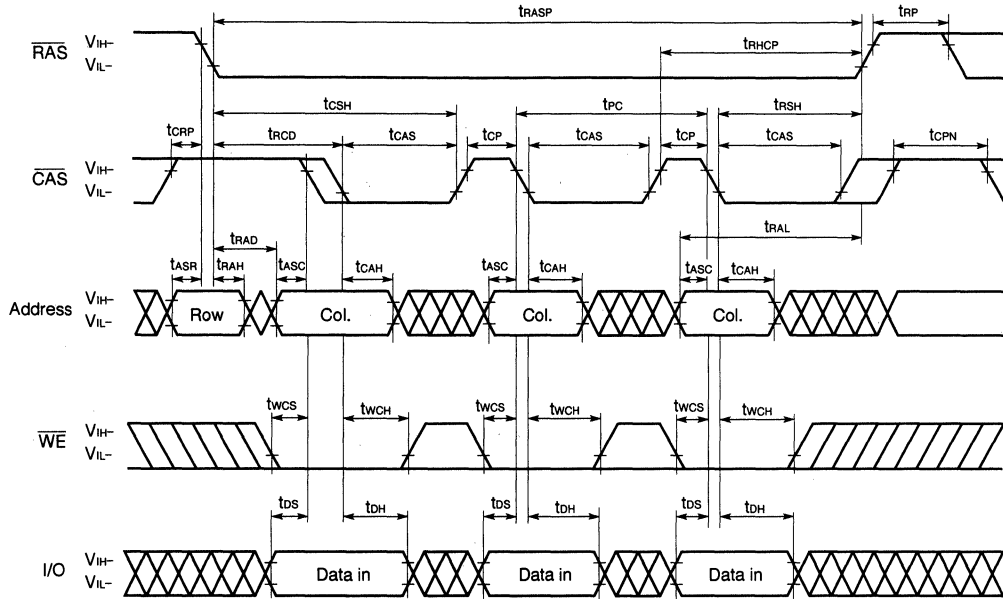 tRASP
tRP
RAS
VIH–
VIL–
tRHCP
tCSH
tPC
tRSH
tCRP
tRCD
tCAS
tCP
tCAS
tCP
tCAS
tCPN
CAS
VIH–
VIL–
tRAD
tRAL
tASR
tRAH
tASC
tCAH
tASC
tCAH
tASC
tCAH
Address
VIH–
VIL–
Row
Col.
Col.
Col.
tWCS
tWCH
tWCS
tWCH
tWCS
tWCH
WE
VIH–
VIL–
tDS
tDH
tDS
tDH
tDS
tDH
I/O
VIH–
VIL–
Data in
Data in
Data in